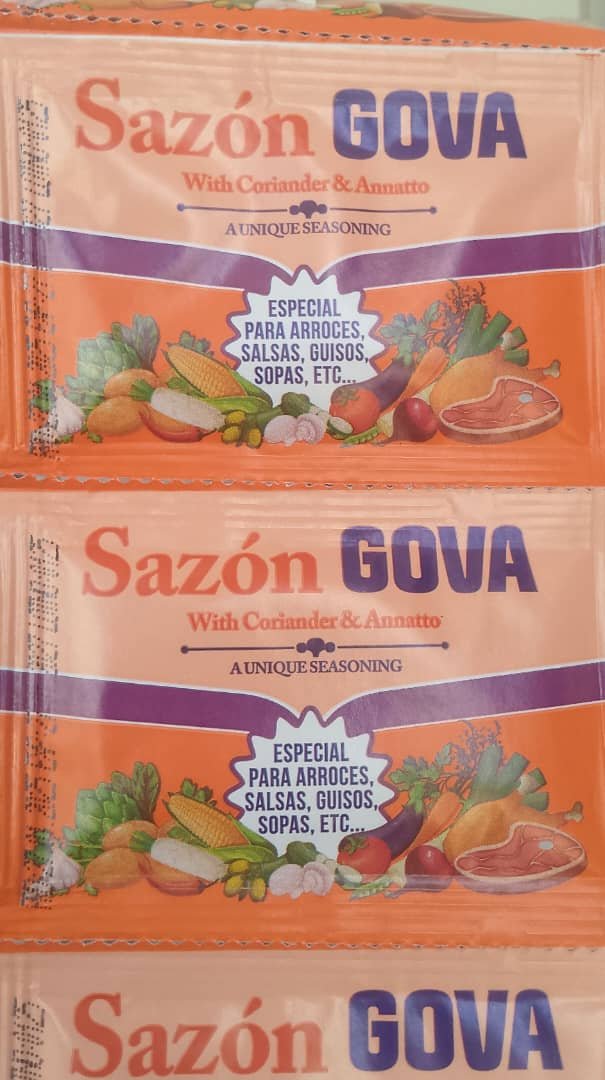 Sazón GOVA
With Coriander & Annatto
A UNIQUE SEASONING
ESPECIAL
PARA ARROCES,
SALSAS, GUISOS,
SOPAS, ETC...
Sazón GOVA
With Coriander & Annatto
A UNIQUE SEASONING
ESPECIAL
PARA ARROCES,
SALSAS, GUISOS,
SOPAS, ETC...
Sazón GOVA